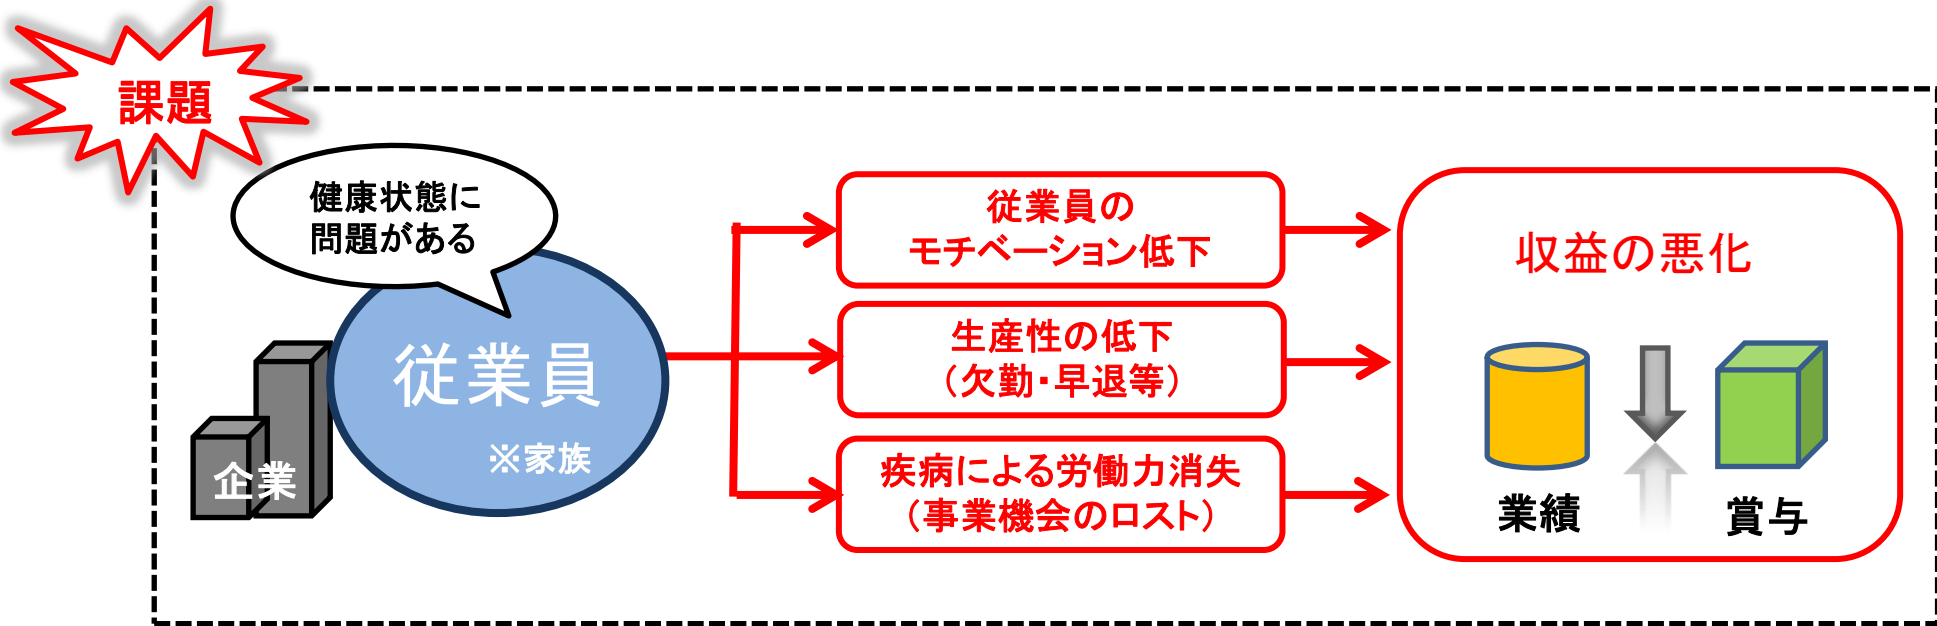 課題
健康状態に
問題がある
従業員
※家族
企業
従業員の
モチベーション低下
生産性の低下
（欠勤・早退等）
疾病による労働力消失
（事業機会のロスト）
収益の悪化
業績
賞与